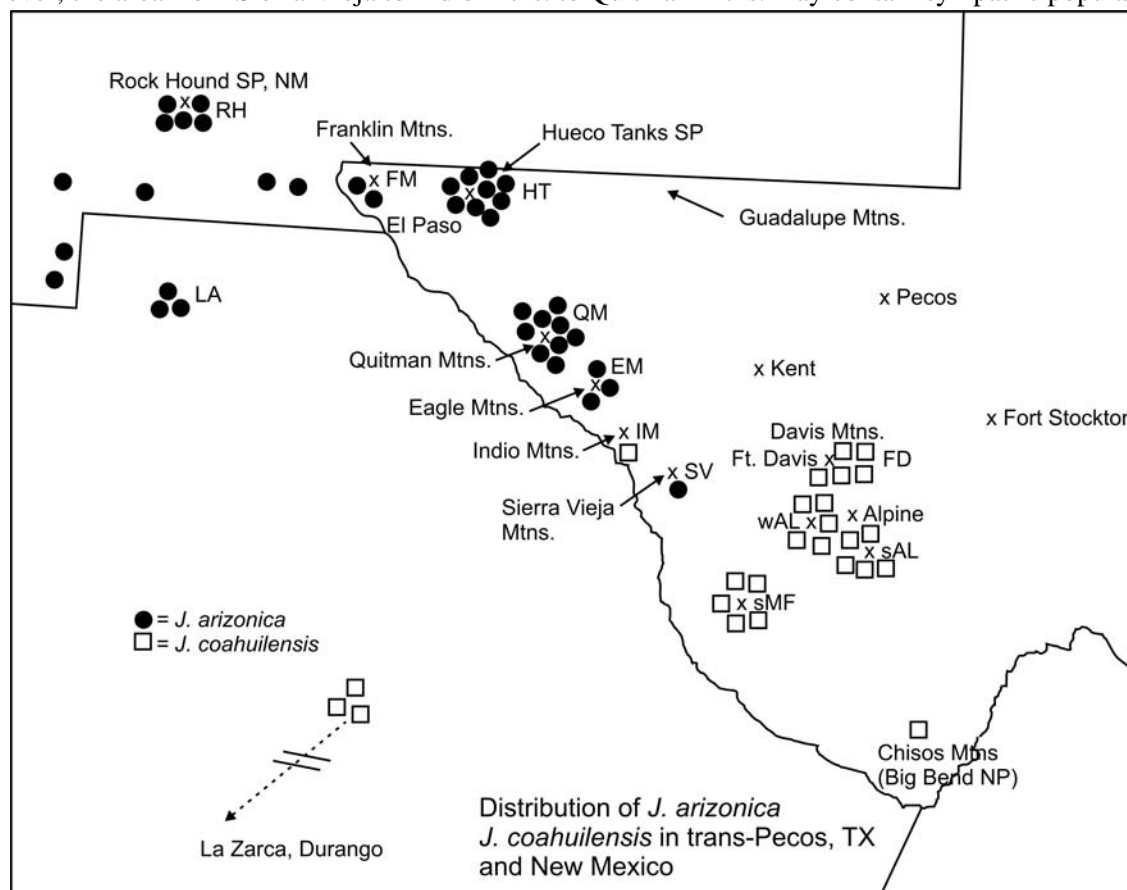 Rock Hound SP, NM
x
RH
Franklin Mtns.
Hueco Tanks SP
x FM
x
HT
El Paso
Guadalupe Mtns.
LA
x Pecos
QM
x
Quitman Mtns.
EM
x
x Kent
Eagle Mtns.
x IM
Indio Mtns.
x Fort Stockton
Davis Mtns.
Ft. Davis x
FD
x SV
Sierra Vieja
Mtns.
wAL x
x Alpine
x sAL
x sMF
= J. arizonica
= J. coahuilensis
Chisos Mtns
(Big Bend NP)
La Zarca, Durango
Distribution of J. arizonica
J. coahuilensis in trans-Pecos, TX
and New Mexico